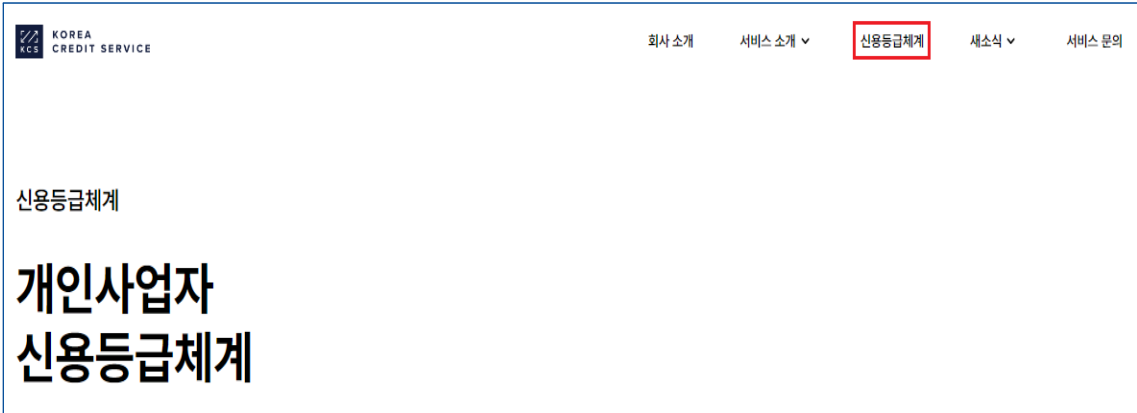 KCS
KOREA
CREDIT SERVICE
회사 소개 서비스 소개 신용등급체계 새소식 서비스 문의
신용등급체계
개인사업자
신용등급체계